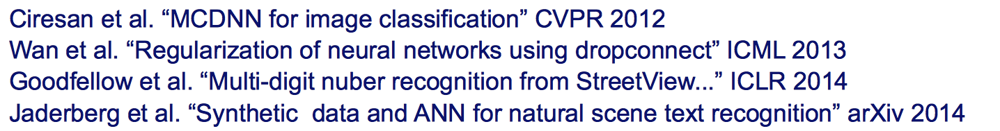 Ciresan et al. “MCDNN for image classification” CVPR 2012
Wan et al. “Regularization of neural networks using dropconnect” ICML 2013
Goodfellow et al. “Multi-digit nuber recognition from StreetView...” ICLR 2014
Jaderberg et al. “Synthetic  data and ANN for natural scene text recognition” arXiv 2014